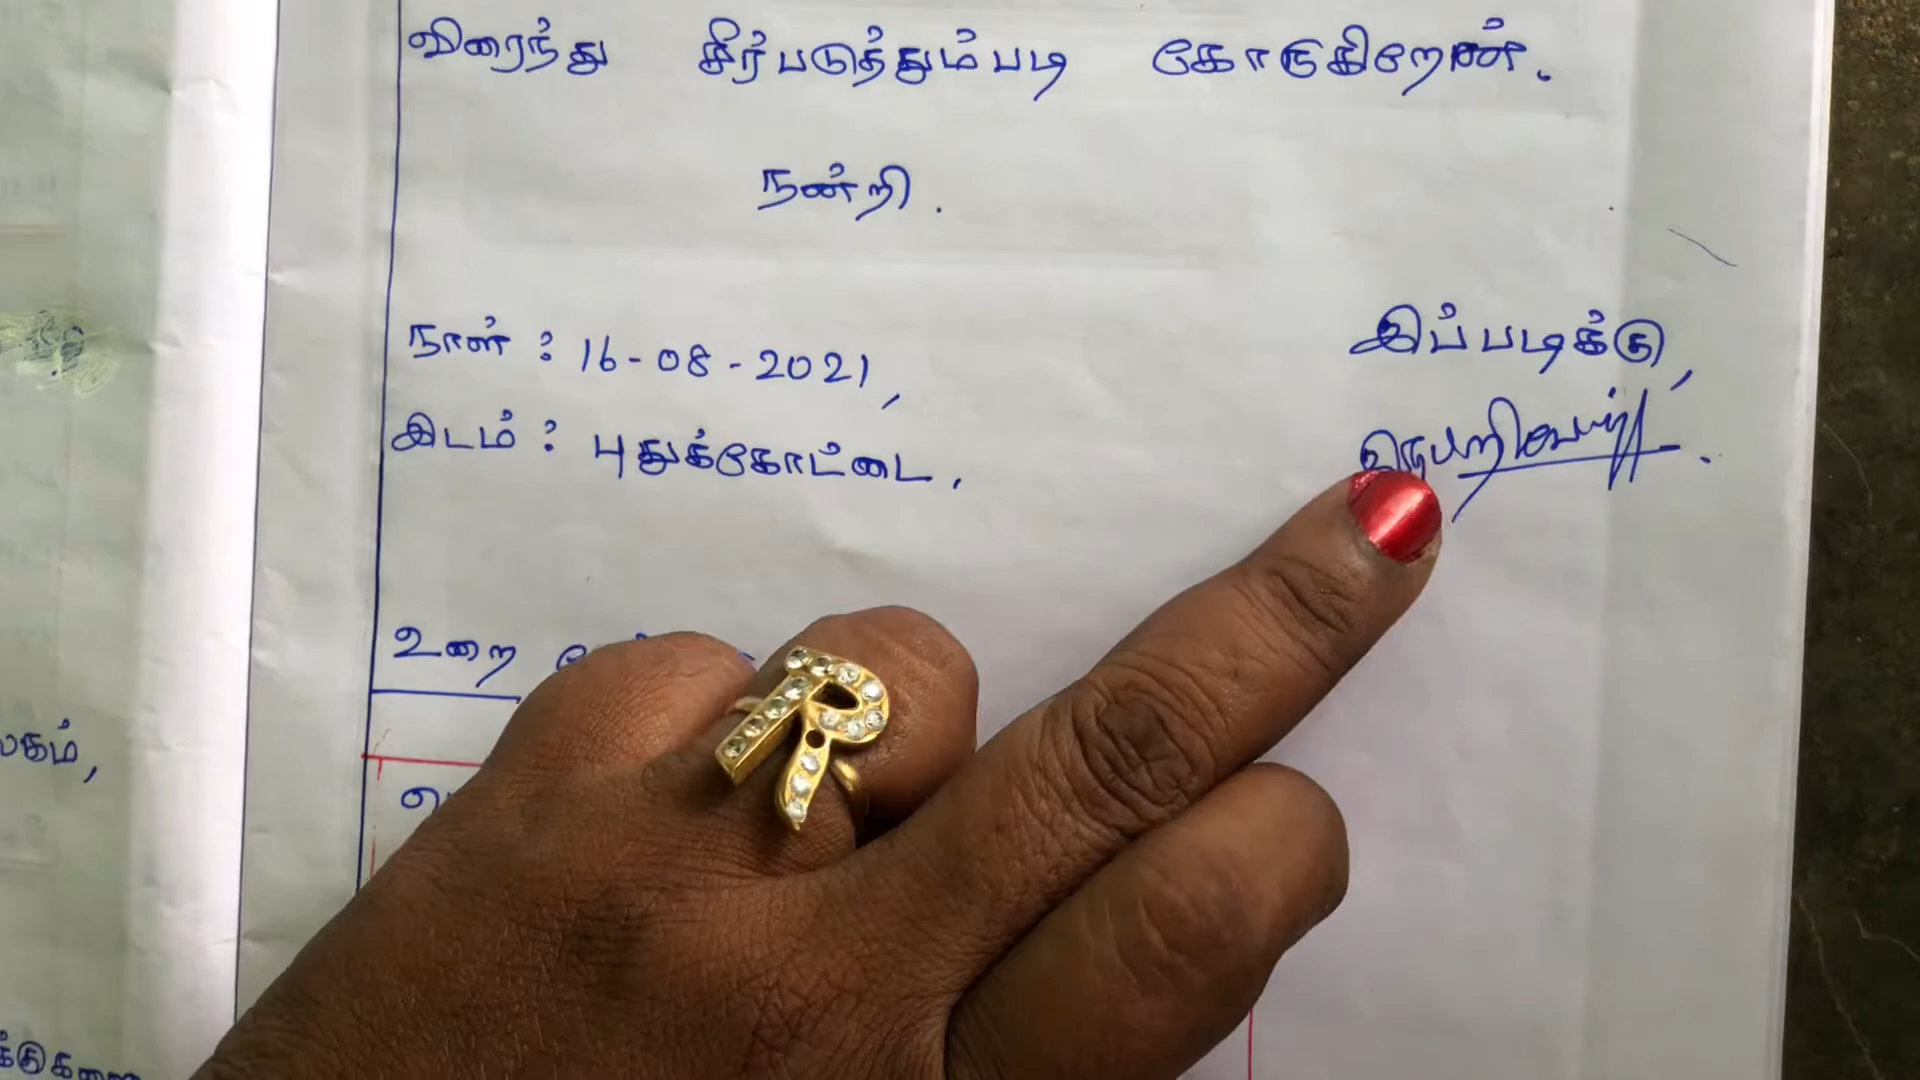 விரைந்து சீர்படுத்தும்படி கோருகிறேன்.
நன்றி.
நாள் : 16-08-2021,
இடம் : புதுக்கோட்டை.
இப்படிக்கு,
உறை
R